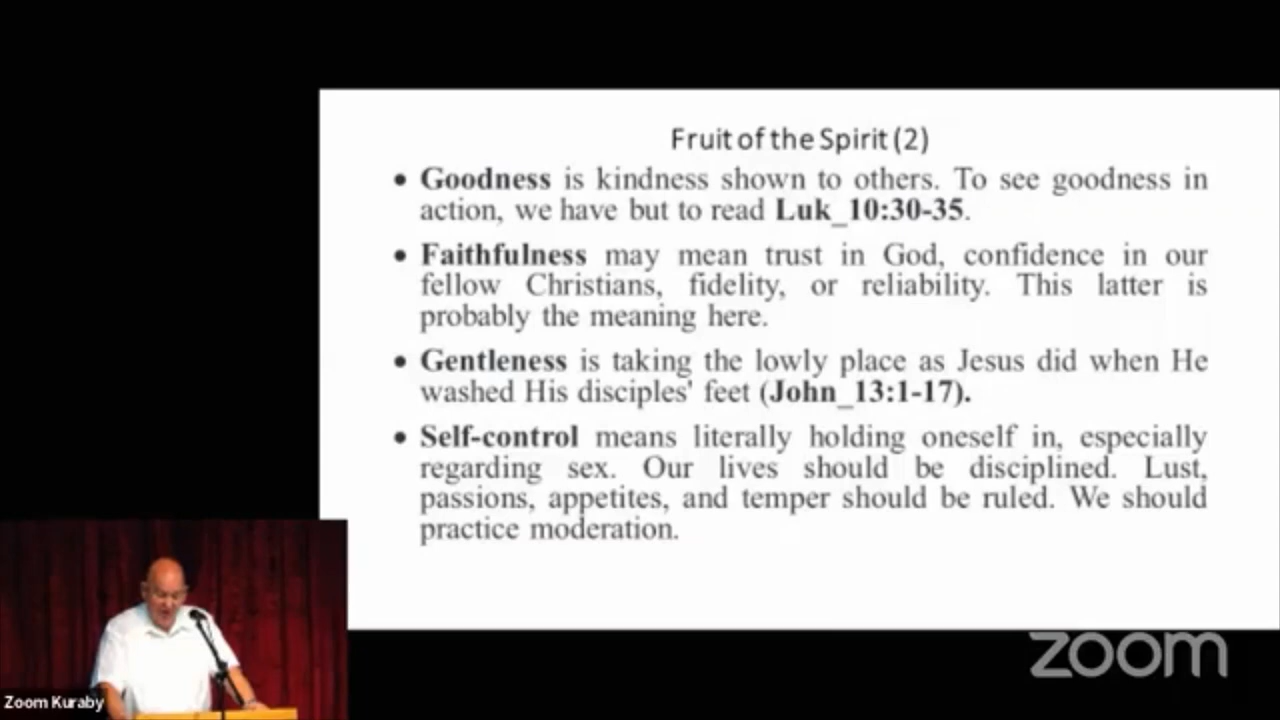 Fruit of the Spirit (2)
• Goodness is kindness shown to others. To see goodness in
action, we have but to read Luk_10:30-35.
• Faithfulness may mean trust in God, confidence in our
fellow Christians, fidelity, or reliability. This latter is
probably the meaning here.
• Gentleness is taking the lowly place as Jesus did when He
washed His disciples' feet (John_13:1-17).
• Self-control means literally holding oneself in, especially
regarding sex. Our lives should be disciplined. Lust,
passions, appetites, and temper should be ruled. We should
practice moderation.
zoom
Zoom Kuraby